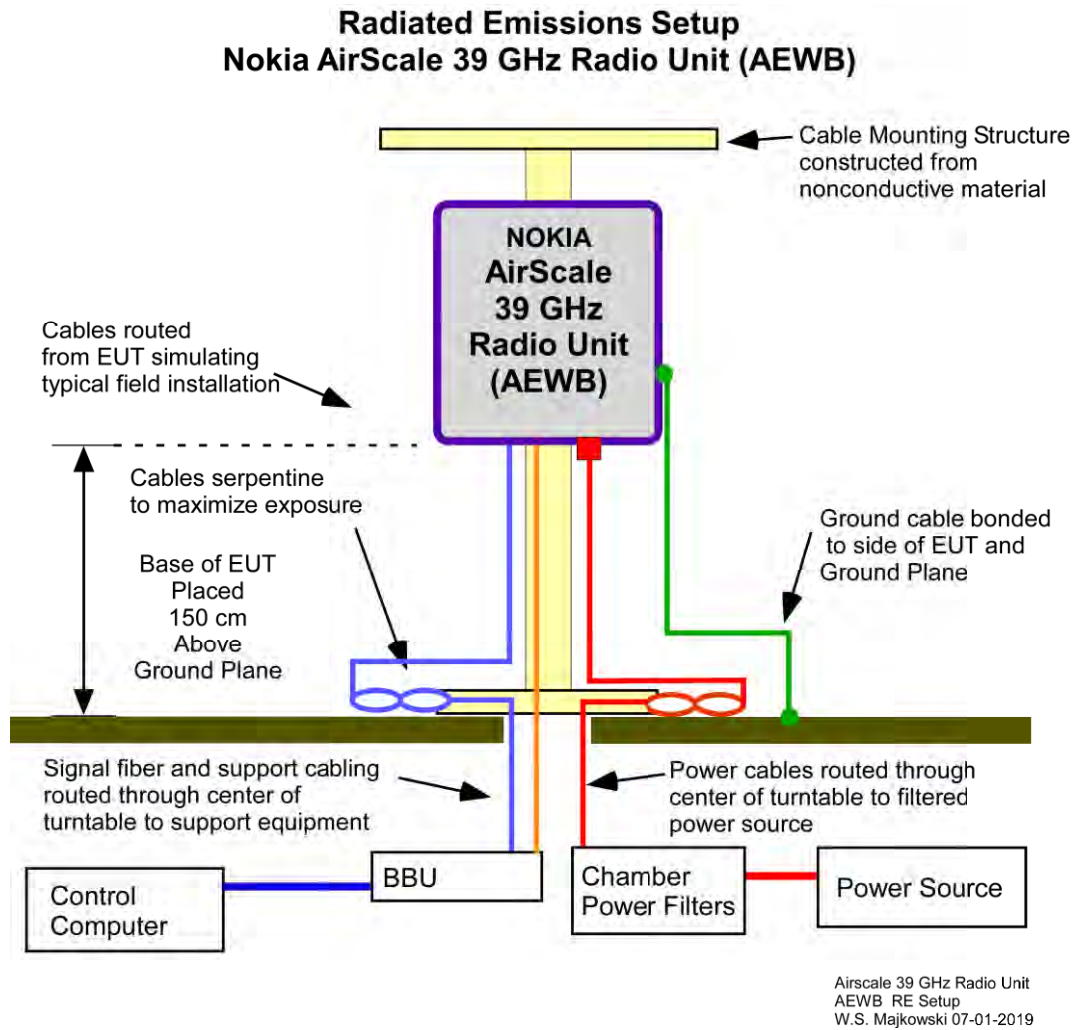 Radiated Emissions Setup
Nokia AirScale 39 GHz Radio Unit (AEWB)
Cable Mounting Structure
constructed from
nonconductive material
NOKIA
AirScale
39 GHz
Radio Unit
(AEWB)
Cables routed
from EUT simulating
typical field installation
Cables serpentine
to maximize exposure
Base of EUT
Placed
150 cm
Above
Ground Plane
Ground cable bonded
to side of EUT and
Ground Plane
Signal fiber and support cabling
routed through center of
turntable to support equipment
Power cables routed through
center of turntable to filtered
power source
Control
Computer
BBU
Chamber
Power Filters
Power Source
Airscale 39 GHz Radio Unit
AEWB RE Setup
W.S. Majkowski 07-01-2019